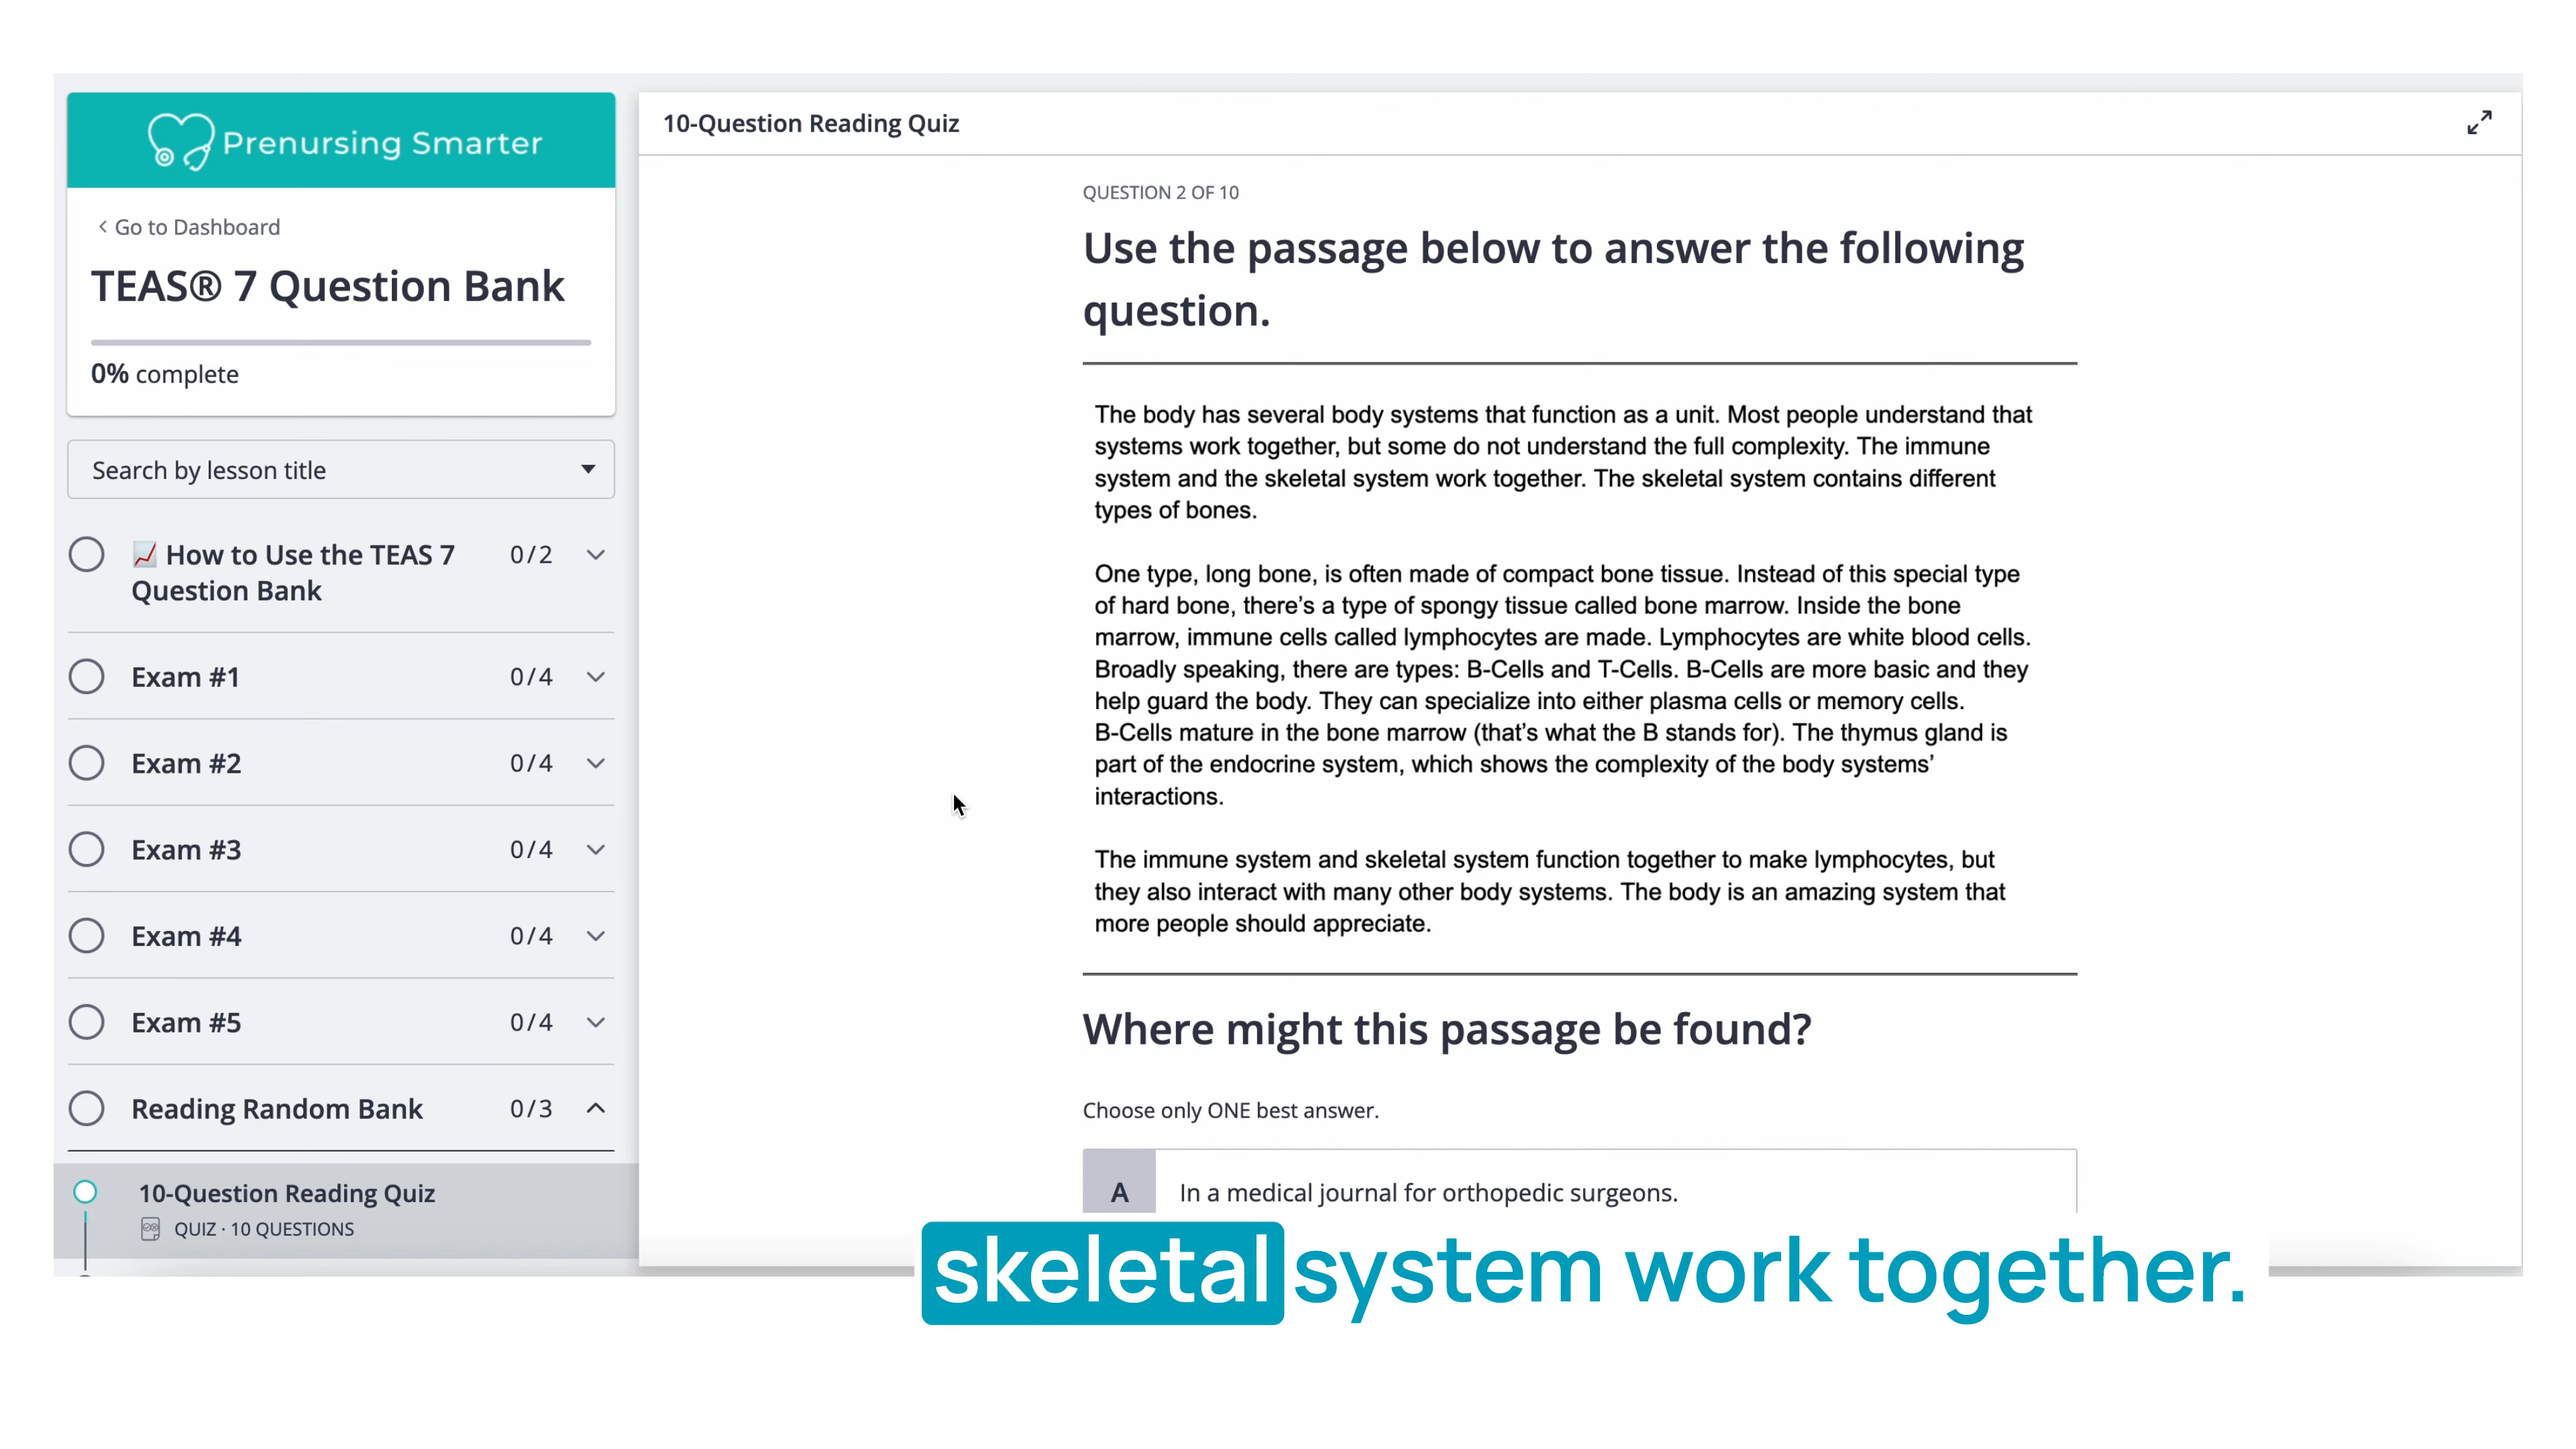 Prenursing Smarter
Go to Dashboard
TEAS® 7 Question Bank
0% complete
Search by lesson title
How to Use the TEAS 7 0/2
Question Bank
Exam #1 0/4
Exam #2 0/4
Exam #3 0/4
Exam #4 0/4
Exam #5 0/4
Reading Random Bank 0/3
10-Question Reading Quiz
QUIZ · 10 QUESTIONS
10-Question Reading Quiz
QUESTION 2 OF 10
Use the passage below to answer the following
question.
The body has several body systems that function as a unit. Most people understand that
systems work together, but some do not understand the full complexity. The immune
system and the skeletal system work together. The skeletal system contains different
types of bones.
One type, long bone, is often made of compact bone tissue. Instead of this special type
of hard bone, there's a type of spongy tissue called bone marrow. Inside the bone
marrow, immune cells called lymphocytes are made. Lymphocytes are white blood cells.
Broadly speaking, there are types: B-Cells and T-Cells. B-Cells are more basic and they
help guard the body. They can specialize into either plasma cells or memory cells.
B-Cells mature in the bone marrow (that's what the B stands for). The thymus gland is
part of the endocrine system, which shows the complexity of the body systems'
interactions.
The immune system and skeletal system function together to make lymphocytes, but
they also interact with many other body systems. The body is an amazing system that
more people should appreciate.
Where might this passage be found?
Choose only ONE best answer.
A In a medical journal for orthopedic surgeons.
skeletal system work together.